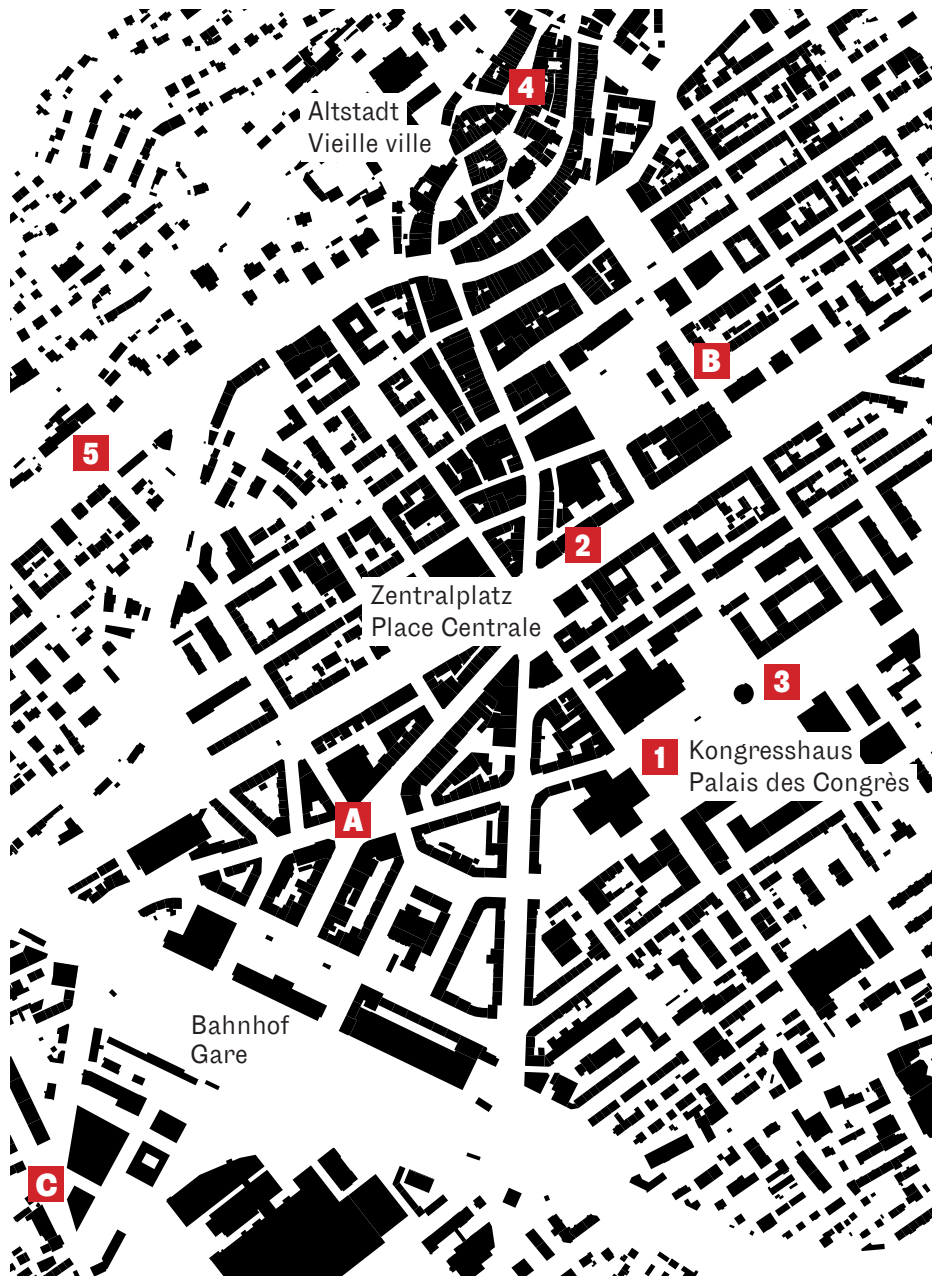 4
Altstadt
Vieille ville
B
5
2
Zentralplatz
Place Centrale
3
1
Kongresshaus
Palais des Congrès
A
Bahnhof
Gare
C